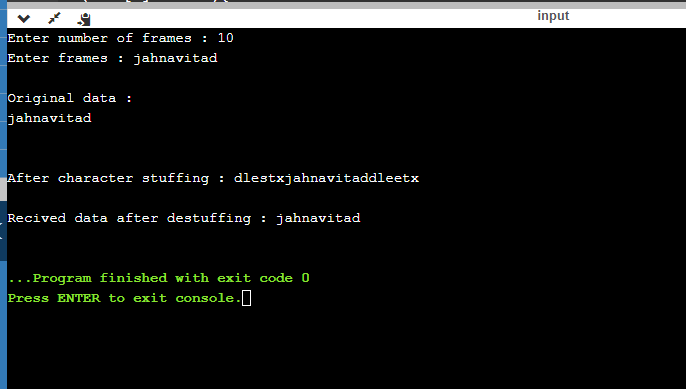 input
Enter number of frames : 10
Enter frames : jahnavitad
Original data :
jahnavitad
After character stuffing : dlestxjahnavitaddleetx
Recived data after destuffing : jahnavitad
...Program finished with exit code 0
Press ENTER to exit console.